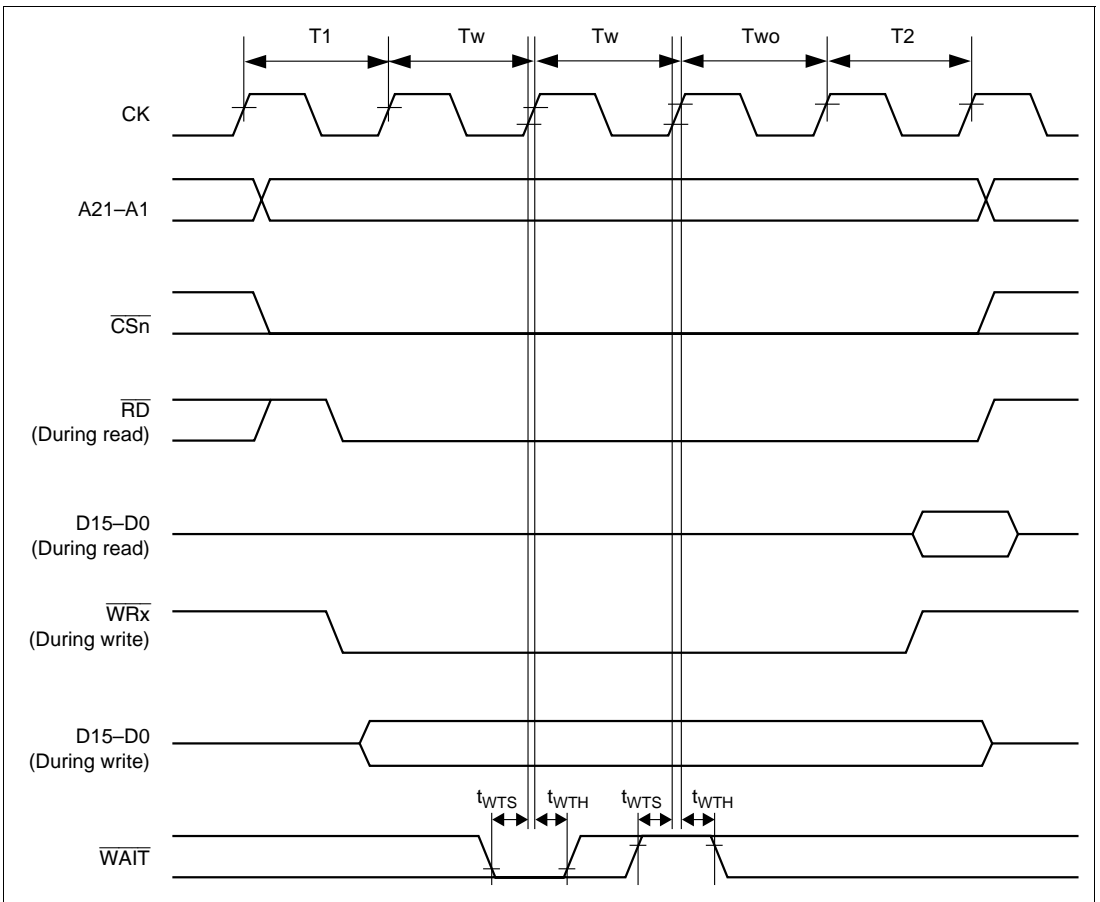 T1 Tw Tw Two T2
CK
A21–A1
CSn
RD
(During read)
D15–D0
(During read)
WRx
(During write)
D15–D0
(During write)
tWTS tWTH tWTS tWTH
WAIT